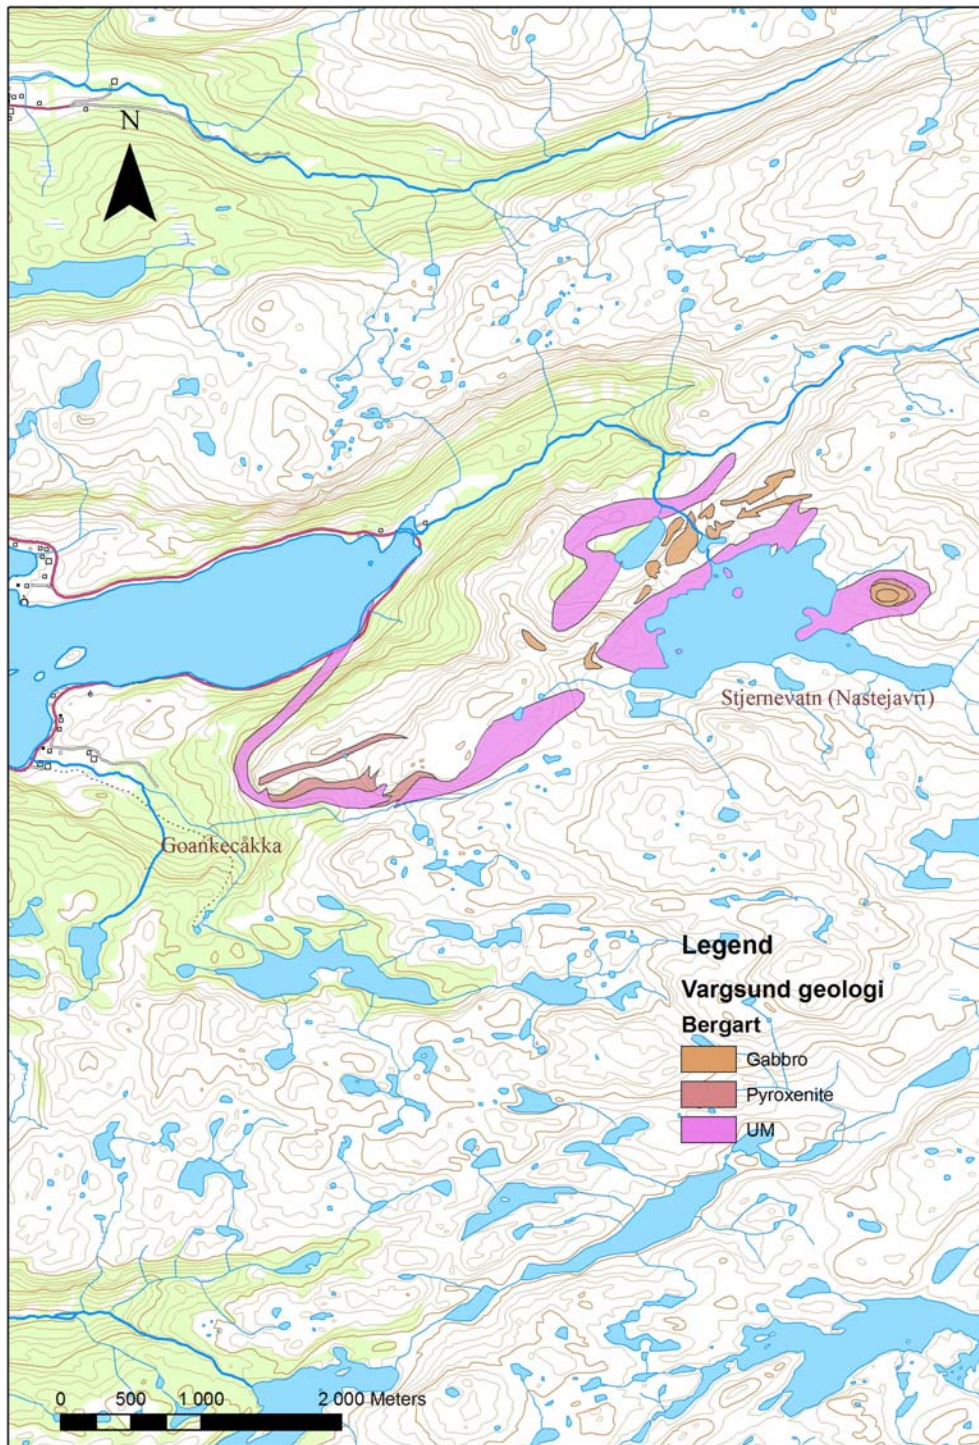 N
Stjernevatn (Nastejavri)
Goankecåkka
Legend
Vargsund geologi
Bergart
Gabbro
Pyroxenite
UM
0 500 1 000 2 000 Meters